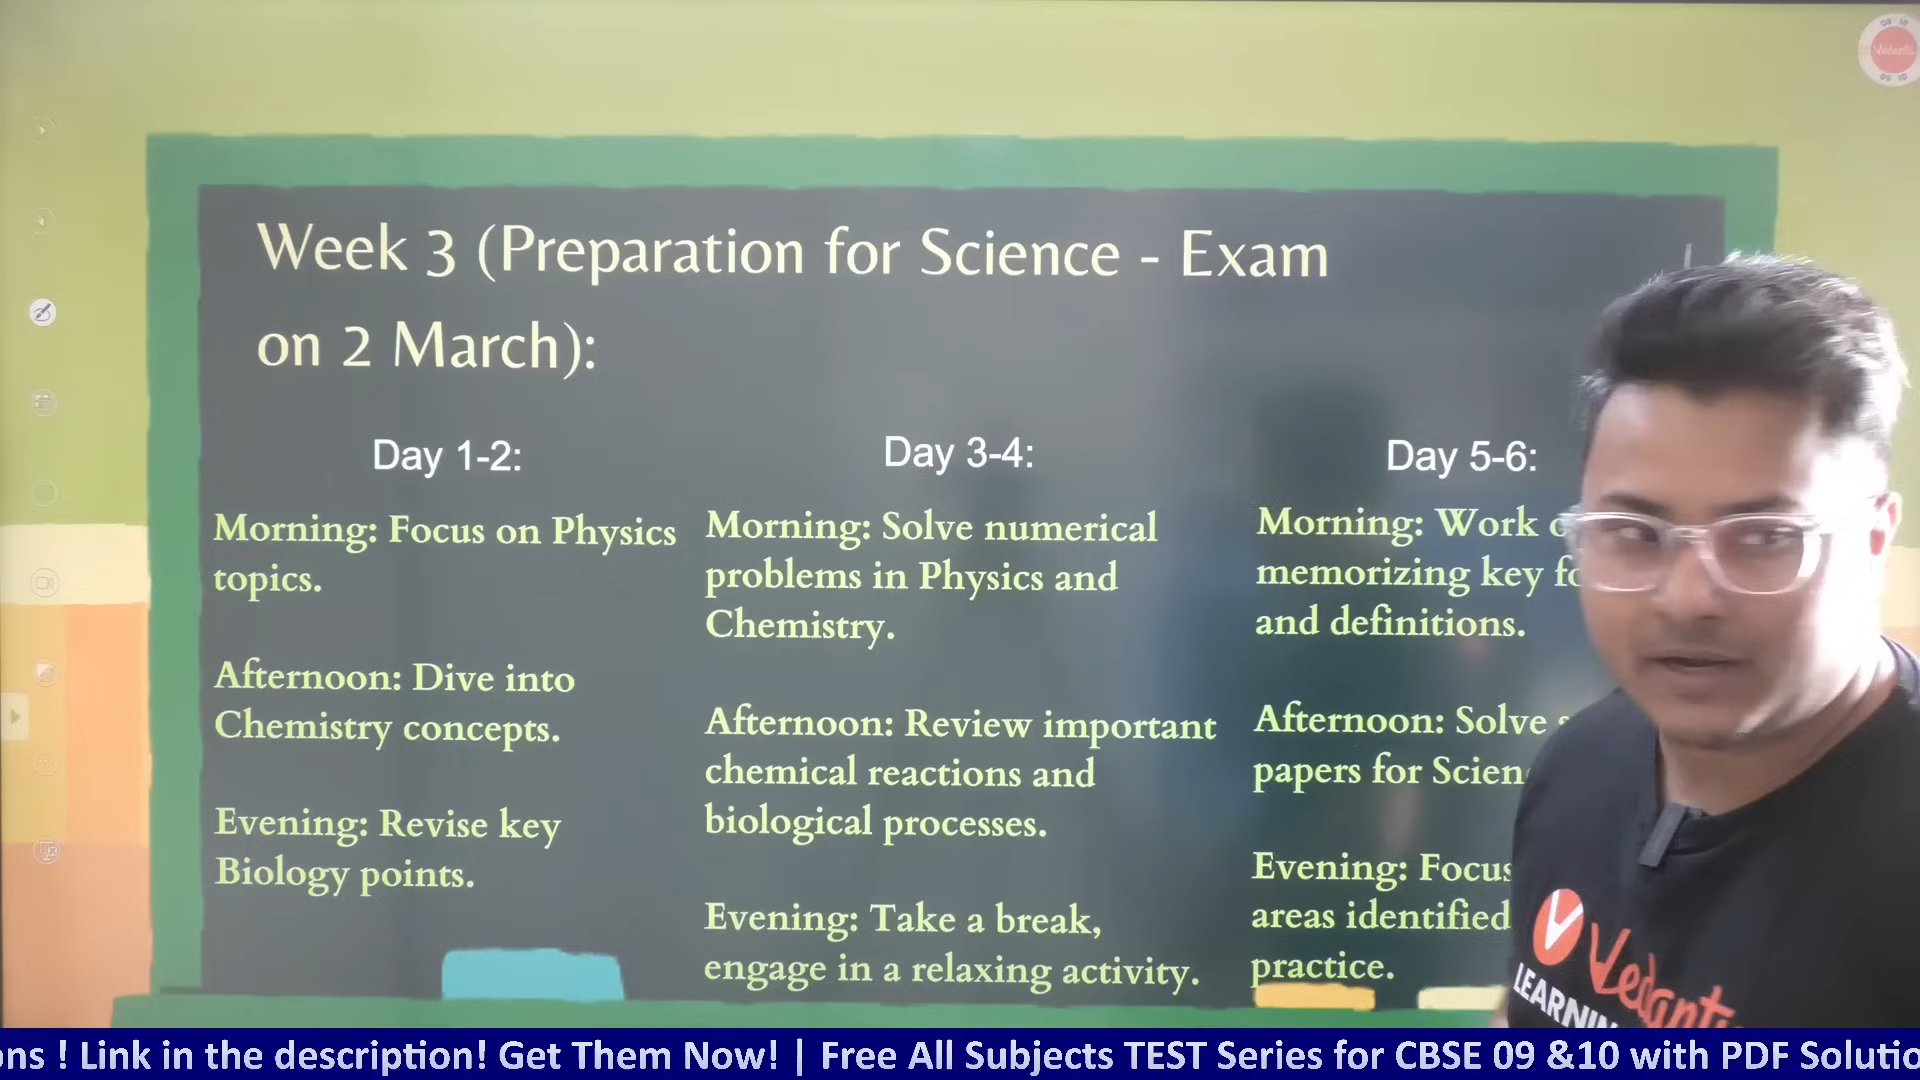 Vedantu
Week 3 (Preparation for Science - Exam
on 2 March):
Day 1-2:
Morning: Focus on Physics
topics.
Afternoon: Dive into
Chemistry concepts.
Evening: Revise key
Biology points.
Day 3-4:
Morning: Solve numerical
problems in Physics and
Chemistry.
Afternoon: Review important
chemical reactions and
biological processes.
Evening: Take a break,
engage in a relaxing activity.
Day 5-6:
Morning: Work
memorizing key
and definitions.
Afternoon: Solve
papers for
Evening: Focus
areas identified
practice.
Vedantu
! Link in the description! Get Them Now! | Free All Subjects TEST Series for CBSE 09 &10 with PDF